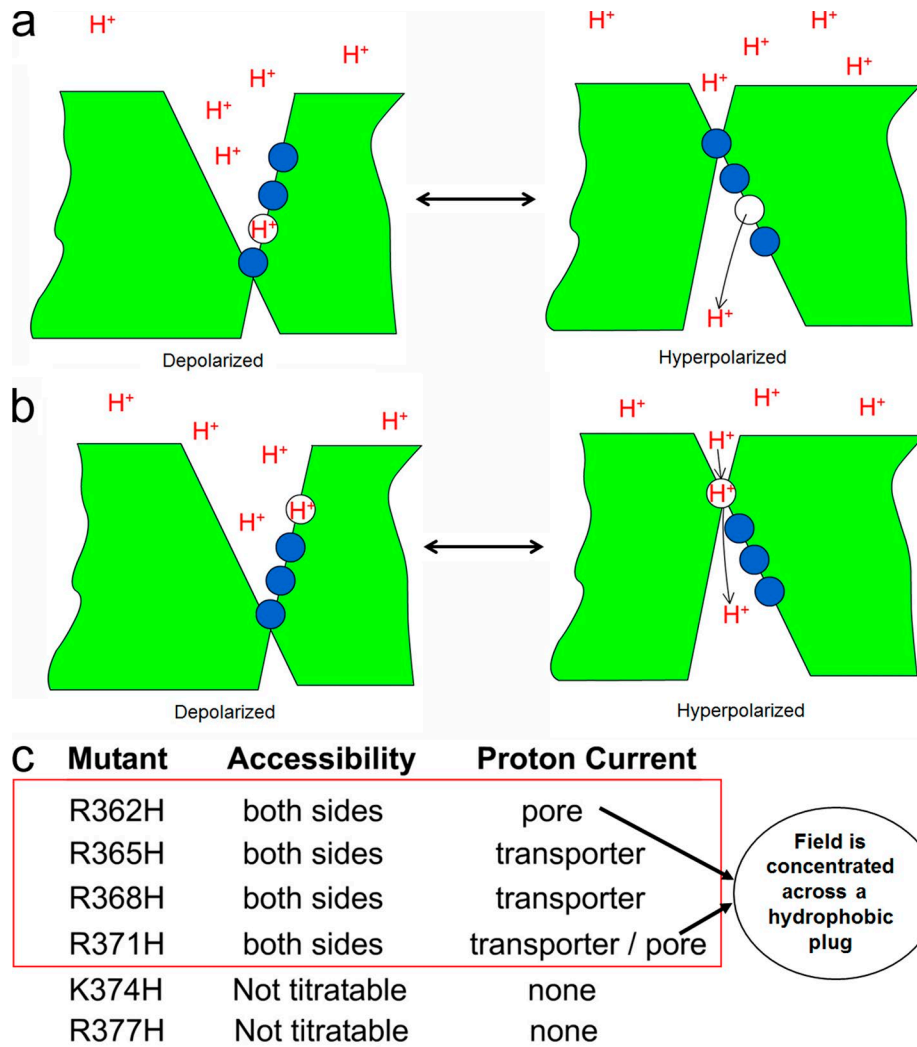 a
H⁺ H⁺ H⁺ H⁺ H⁺ H⁺
H⁺ H⁺ H⁺ H⁺ H⁺ H⁺
Depolarized
Hyperpolarized
b
H⁺ H⁺ H⁺ H⁺ H⁺ H⁺
H⁺ H⁺ H⁺ H⁺ H⁺ H⁺
Depolarized
Hyperpolarized
c Mutant Accessibility Proton Current
R362H both sides pore
R365H both sides transporter
R368H both sides transporter
R371H both sides transporter / pore
K374H Not titratable none
R377H Not titratable none
Field is
concentrated
across a
hydrophobic
plug